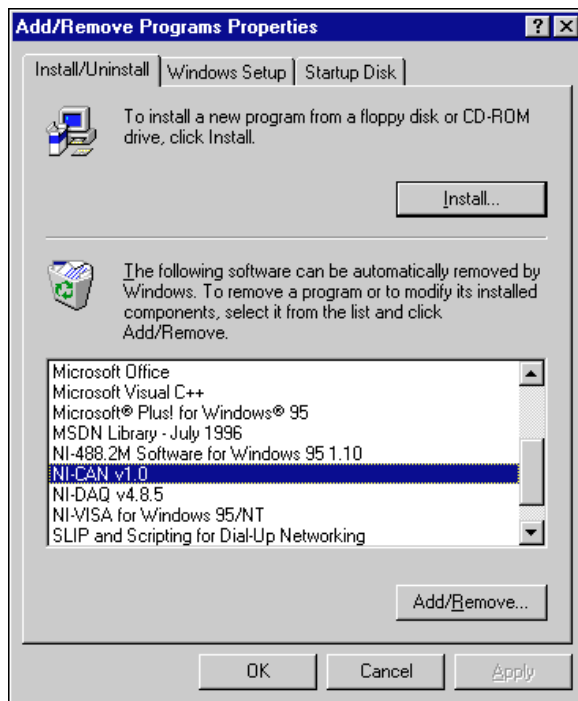 Add/Remove Programs Properties
Install/Uninstall Windows Setup Startup Disk
To install a new program from a floppy disk or CD-ROM
drive, click Install.
Install...
The following software can be automatically removed by
Windows. To remove a program or to modify its installed
components, select it from the list and click
Add/Remove.
Microsoft Office
Microsoft Visual C++
Microsoft® Plus! for Windows® 95
MSDN Library - July 1996
NI-488.2M Software for Windows 95 1.10
NI-CAN v1.0
NI-DAQ v4.8.5
NI-VISA for Windows 95/NT
SLIP and Scripting for Dial-Up Networking
Add/Remove...
OK Cancel Apply